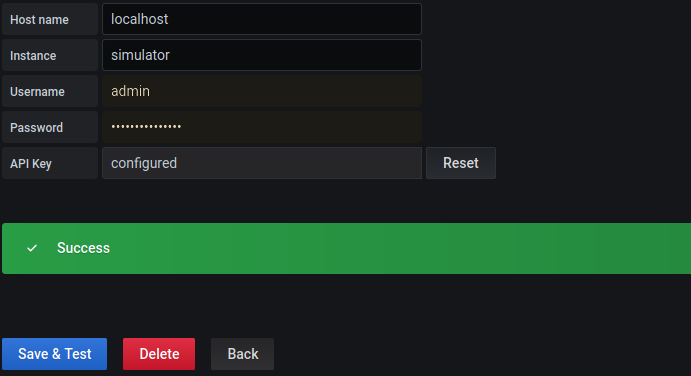 Host name localhost
Instance simulator
Username admin
Password •••••••••••••••
API Key configured Reset
Success
Save & Test Delete Back